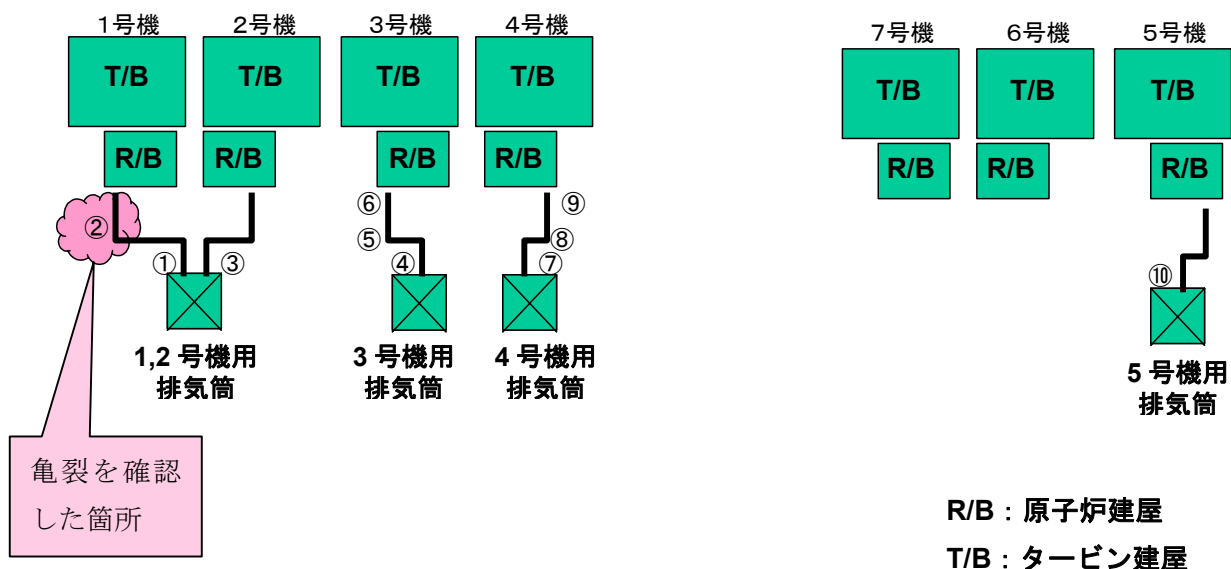 1号機
2号機
3号機
4号機
7号機
6号機
5号機
T/B
T/B
T/B
T/B
T/B
T/B
T/B
R/B
R/B
R/B
R/B
R/B
R/B
R/B
②
⑥
⑨
⑤
⑧
①
③
④
⑦
⑩
1,2 号機用
排気筒
3 号機用
排気筒
4 号機用
排気筒
5 号機用
排気筒
亀裂を確認
した箇所
R/B：原子炉建屋
T/B：タービン建屋